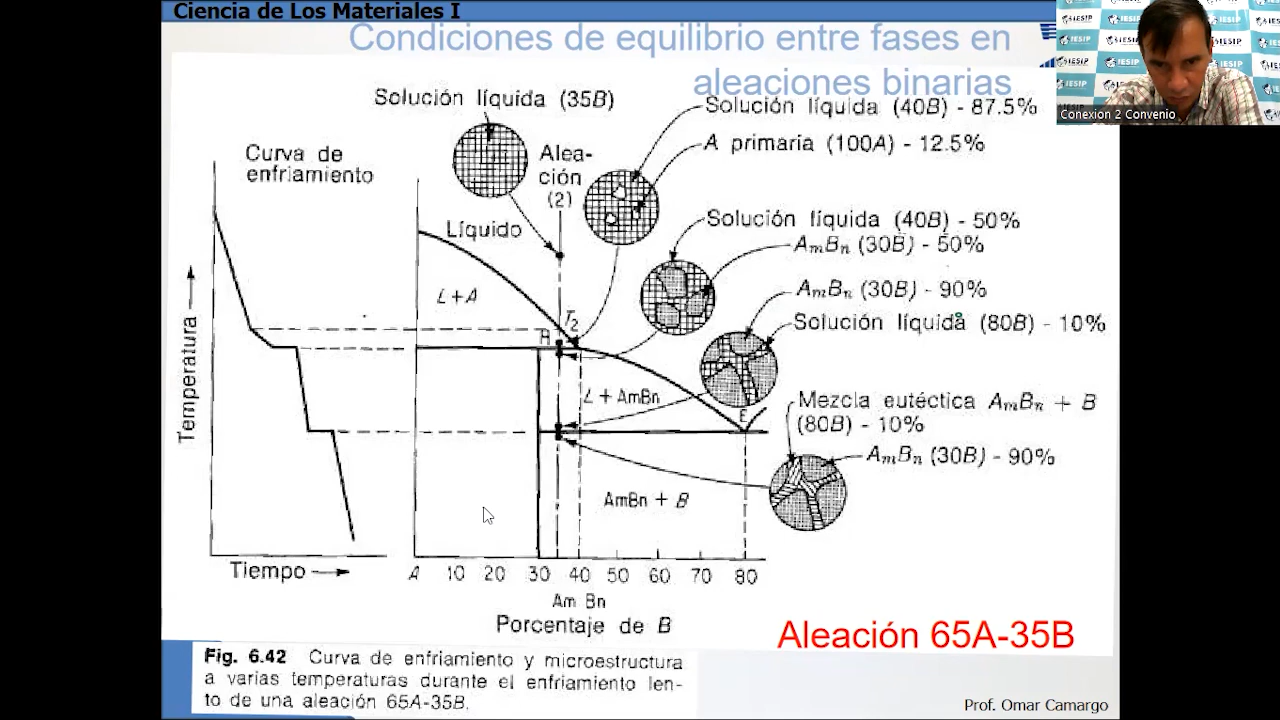 Ciencia de Los Materiales I
Condiciones de equilibrio entre fases en
aleaciones binarias
IESIP
Conexion 2 Convenio
Solución líquida (35B)
Solución líquida (40B) - 87.5%
A primaria (100A) - 12.5%
Curva de
enfriamiento
Alea-
ción
(2)
Líquido
Solución líquida (40B) - 50%
AmBn (30B) - 50%
AmBn (30B) - 90%
Solución líquida (80B) - 10%
L+A
T2
R
L + AmBn
E
Mezcla eutéctica AmBn + B
(80B) - 10%
AmBn (30B) - 90%
AmBn + B
Temperatura
Tiempo
A 10 20 30 40 50 60 70 80
Am Bn
Porcentaje de B
Aleación 65A-35B
Fig. 6.42 Curva de enfriamiento y microestructura
a varias temperaturas durante el enfriamiento len-
to de una aleación 65A-35B.
Prof. Omar Camargo